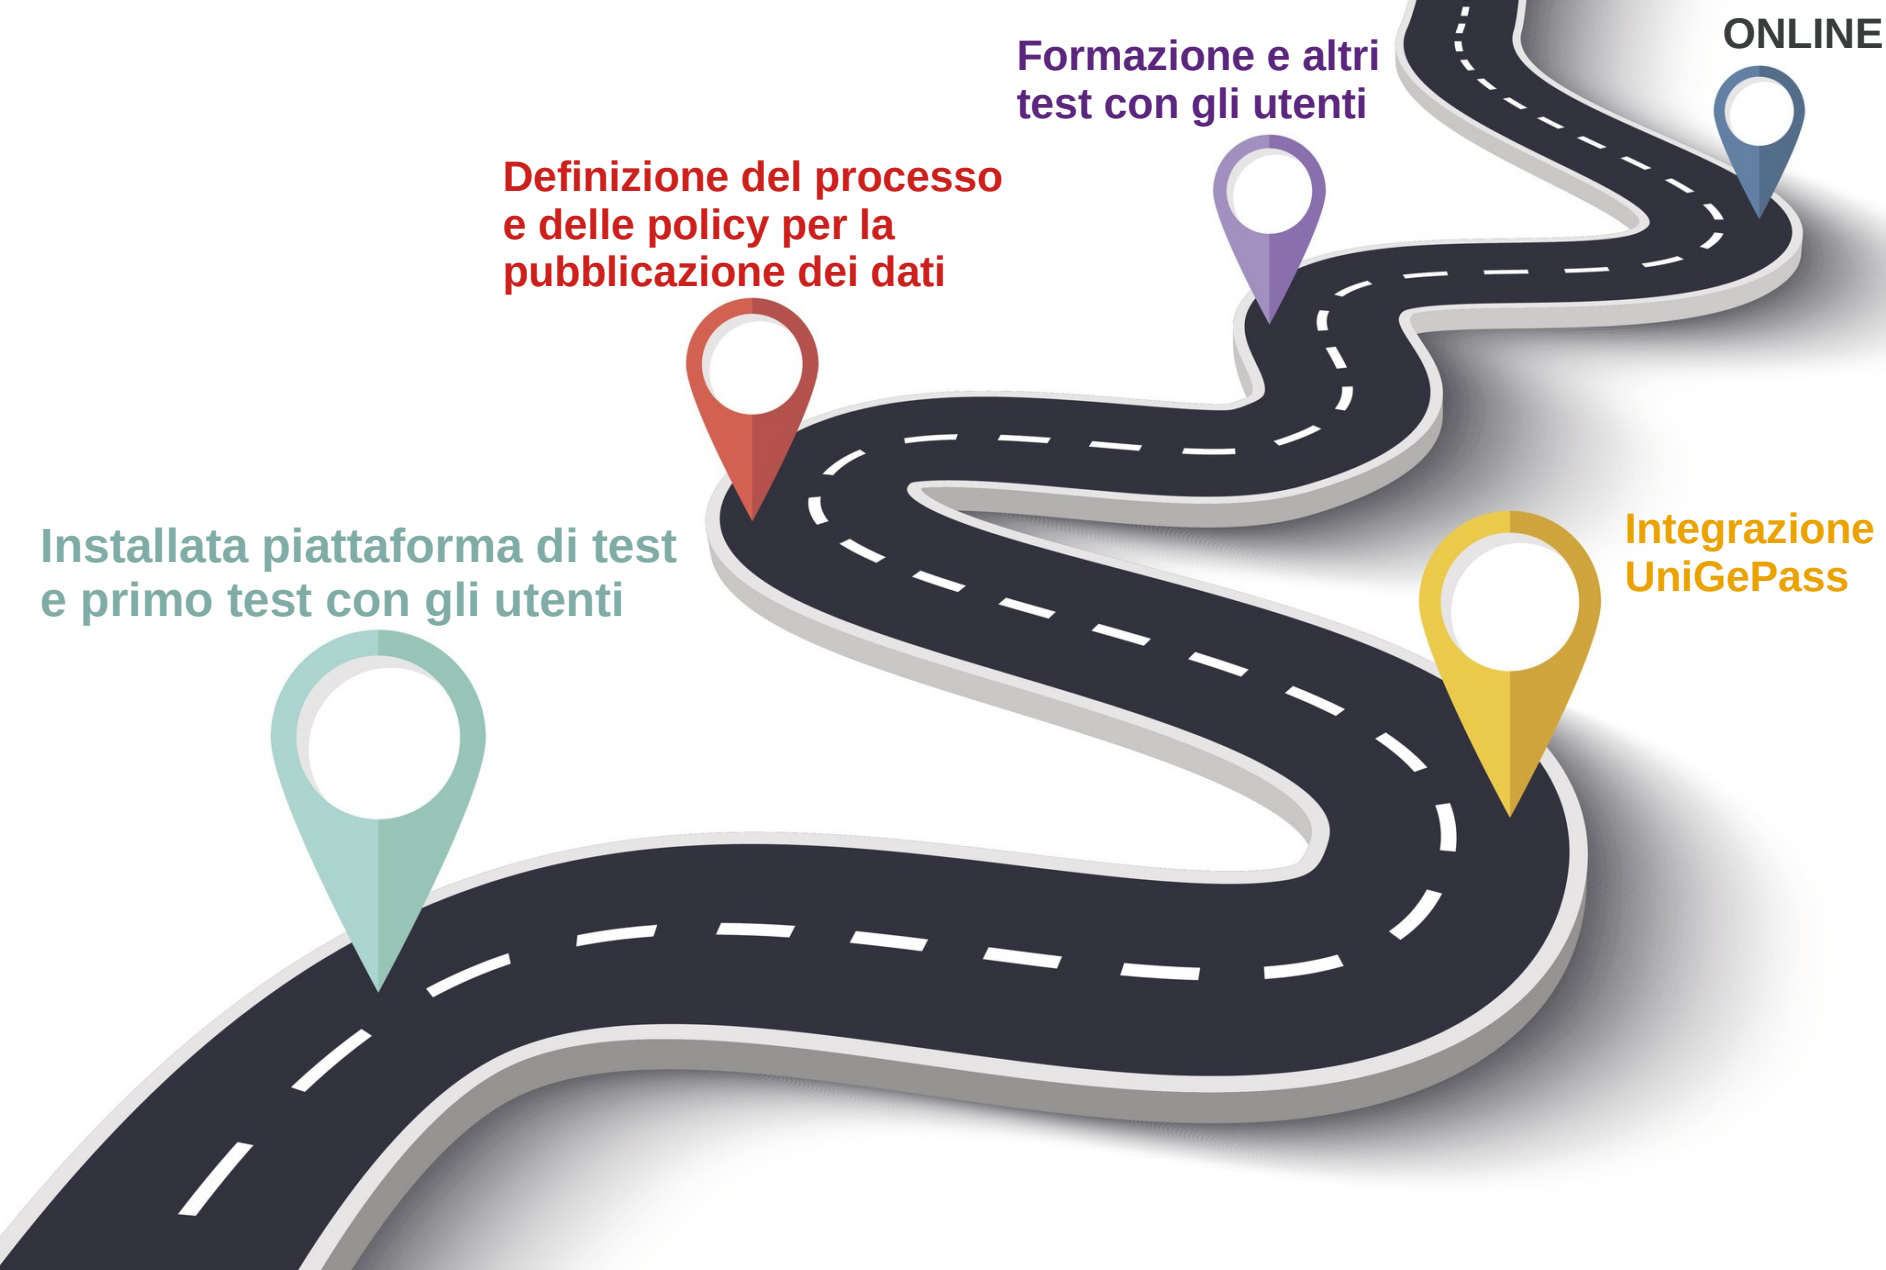 ONLINE
Formazione e altri
test con gli utenti
Definizione del processo
e delle policy per la
pubblicazione dei dati
Installata piattaforma di test
e primo test con gli utenti
Integrazione
UniGePass